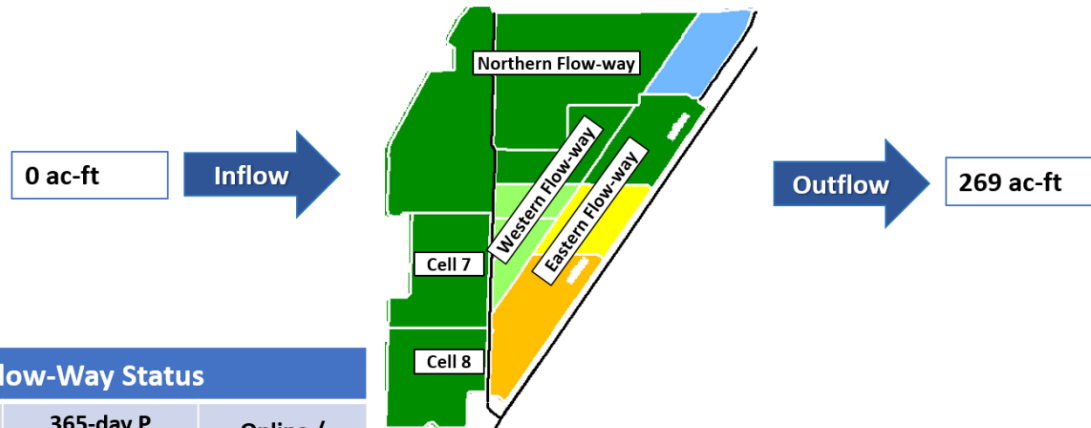 Northern Flow-way
0 ac-ft
Inflow
Western Flow-way
Eastern Flow-way
Outflow
269 ac-ft
Cell 7
Cell 8
low-Way Status
365-day P
Online /